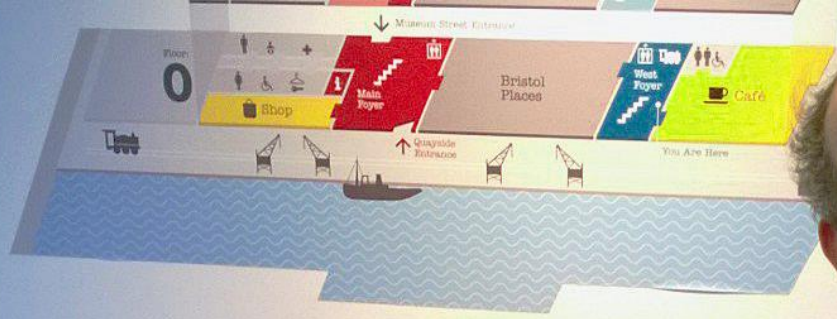 Museum Street Entrance
Floor:
0
Bristol
Places
West
Foyer
Main
Foyer
Shop
i
Café
Quayside
Entrance
You Are Here